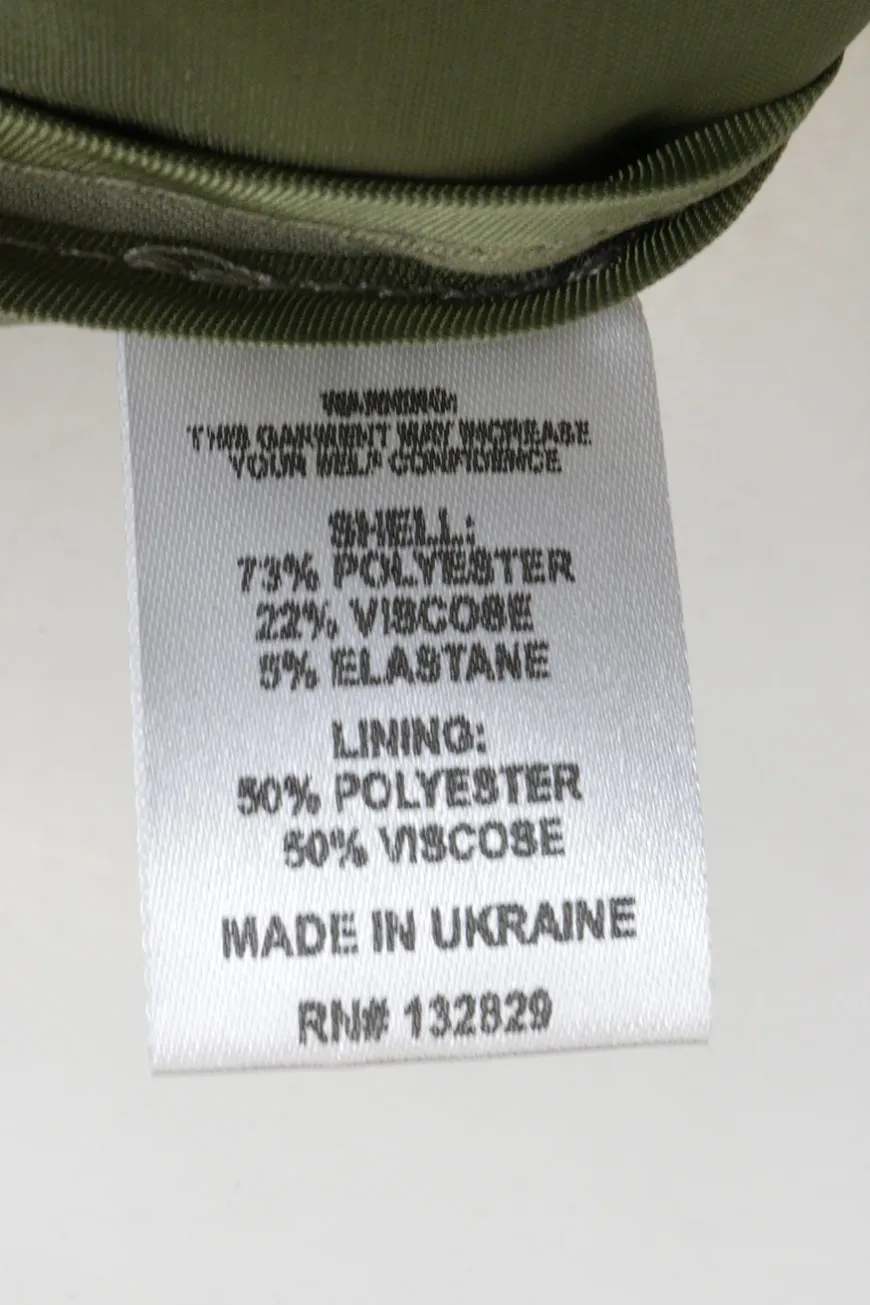 WARNING:
THIS GARMENT MAY INCREASE
YOUR SELF CONFIDENCE
SHELL:
73% POLYESTER
22% VISCOSE
5% ELASTANE
LINING:
50% POLYESTER
50% VISCOSE
MADE IN UKRAINE
RN# 132829